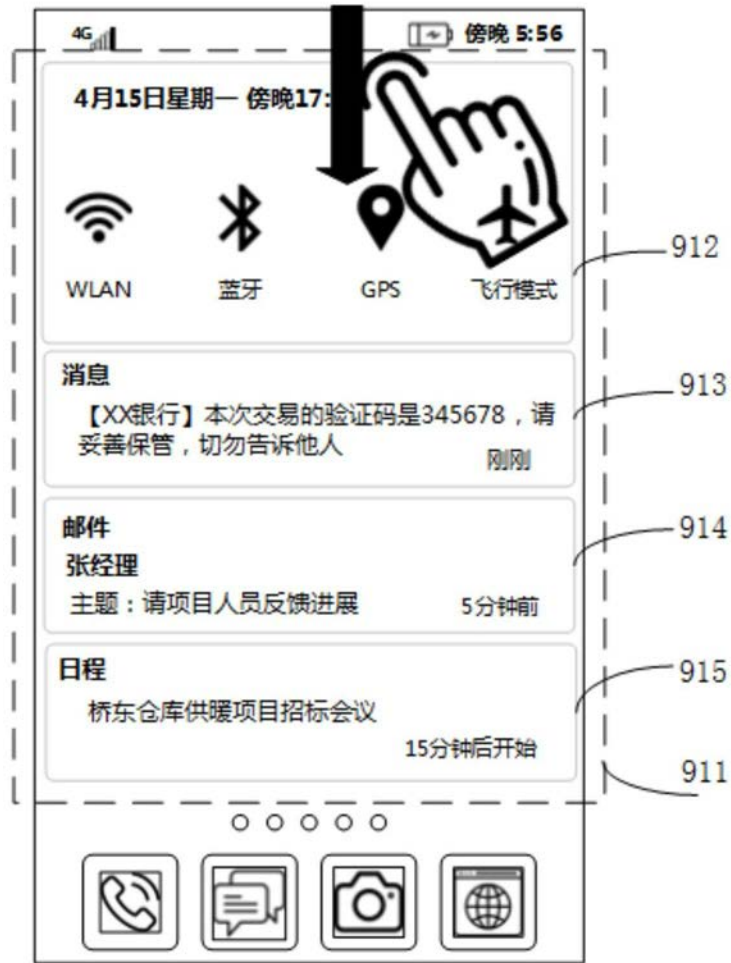 4G
傍晚 5:56
4月15日星期一 傍晚17:
WLAN 蓝牙 GPS 飞行模式
912
消息
913
【XX银行】本次交易的验证码是345678，请
妥善保管，切勿告诉他人
刚刚
邮件
914
张经理
主题：请项目人员反馈进展 5分钟前
日程
915
桥东仓库供暖项目招标会议
15分钟后开始
911